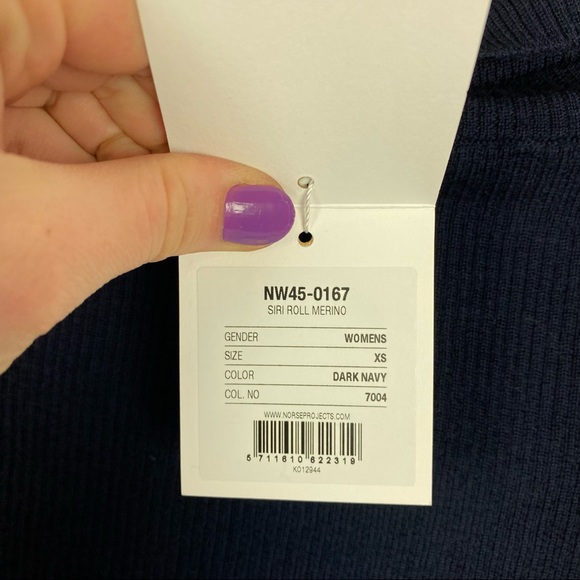 NW45-0167
SIRI ROLL MERINO
GENDER WOMENS
SIZE XS
COLOR DARK NAVY
COL. NO 7004
WWW.NORSEPROJECTS.COM
5 711610 622319
K012944